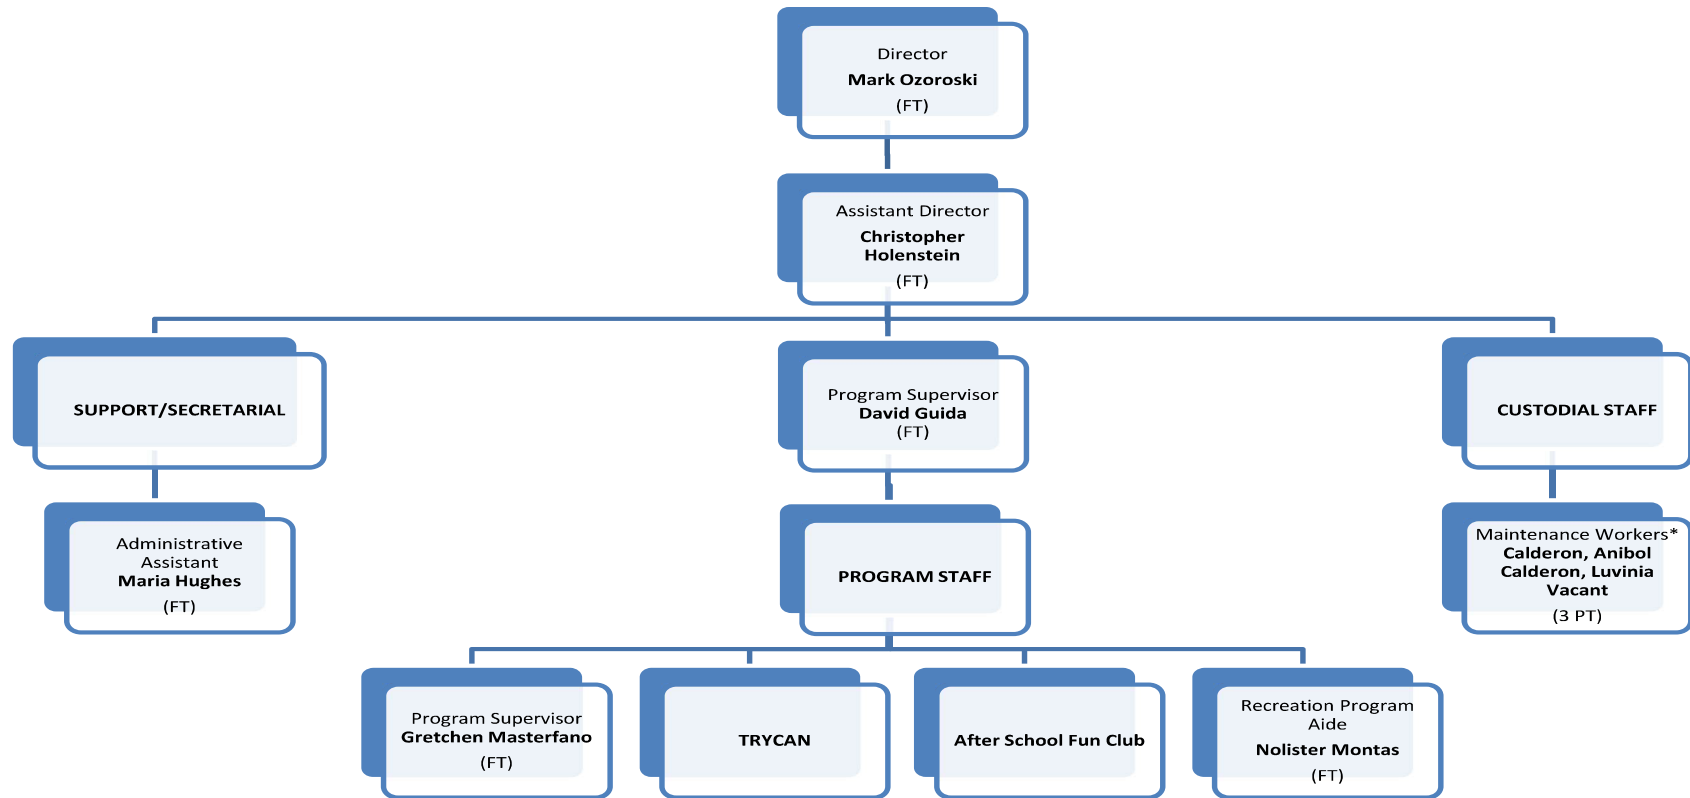 Director
Mark Ozoroski
(FT)
Assistant Director
Christopher
Holenstein
(FT)
SUPPORT/SECRETARIAL
Program Supervisor
David Guida
(FT)
CUSTODIAL STAFF
Administrative
Assistant
Maria Hughes
(FT)
PROGRAM STAFF
Maintenance Workers*
Calderon, Anibol
Calderon, Luvinia
Vacant
(3 PT)
Program Supervisor
Gretchen Masterfano
(FT)
TRYCAN
After School Fun Club
Recreation Program
Aide
Nolister Montas
(FT)